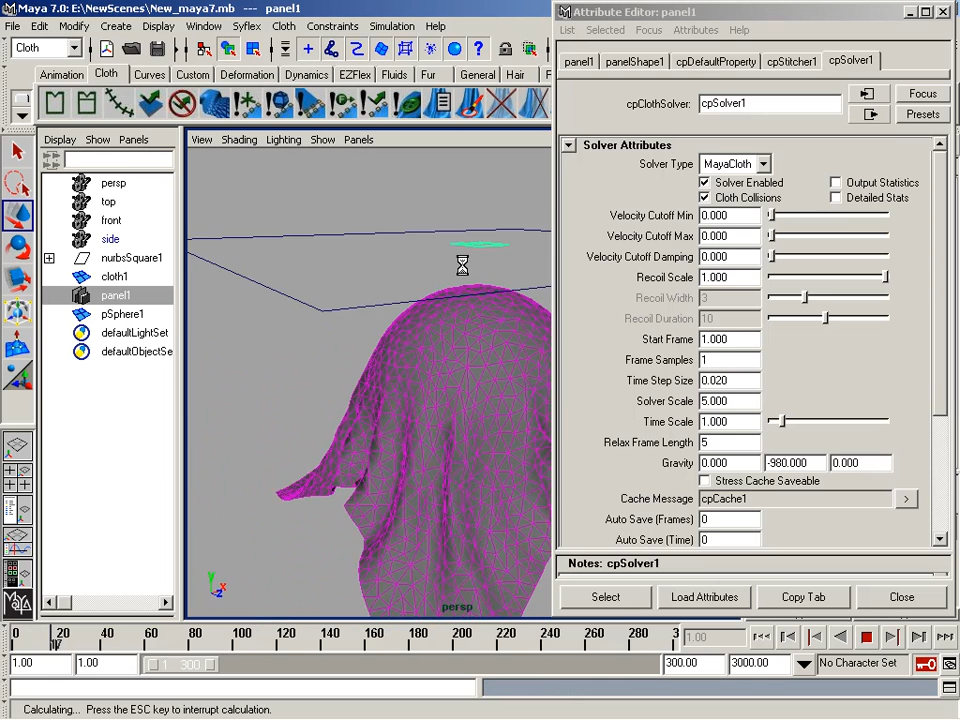 Maya 7.0: E:\NewScenes\New_maya7.mb --- panel1
File Edit Modify Create Display Window Syflex Cloth Constraints Simulation Help
Cloth
Animation Cloth Curves Custom Deformation Dynamics EZFlex Fluids Fur General Hair
Display Show Panels
View Shading Lighting Show Panels
persp
top
front
side
nurbsSquare1
cloth1
panel1
pSphere1
defaultLightSet
defaultObjectSe
persp
y
x
z
Attribute Editor: panel1
List Selected Focus Attributes Help
panel1 panelShape1 cpDefaultProperty cpStitcher1 cpSolver1
cpClothSolver: cpSolver1
Focus
Presets
Solver Attributes
Solver Type MayaCloth
Solver Enabled Output Statistics
Cloth Collisions Detailed Stats
Velocity Cutoff Min 0.000
Velocity Cutoff Max 0.000
Velocity Cutoff Damping 0.000
Recoil Scale 1.000
Recoil Width 3
Recoil Duration 10
Start Frame 1.000
Frame Samples 1
Time Step Size 0.020
Solver Scale 5.000
Time Scale 1.000
Relax Frame Length 5
Gravity 0.000 -980.000 0.000
Stress Cache Saveable
Cache Message cpCache1 >
Auto Save (Frames) 0
Auto Save (Time) 0
Notes: cpSolver1
Select Load Attributes Copy Tab Close
20 40 60 80 100 120 140 160 180 200 220 240 260 280 3 1.00
1.00 1.00 1 300 300.00 3000.00 No Character Set
Calculating... Press the ESC key to interrupt calculation.